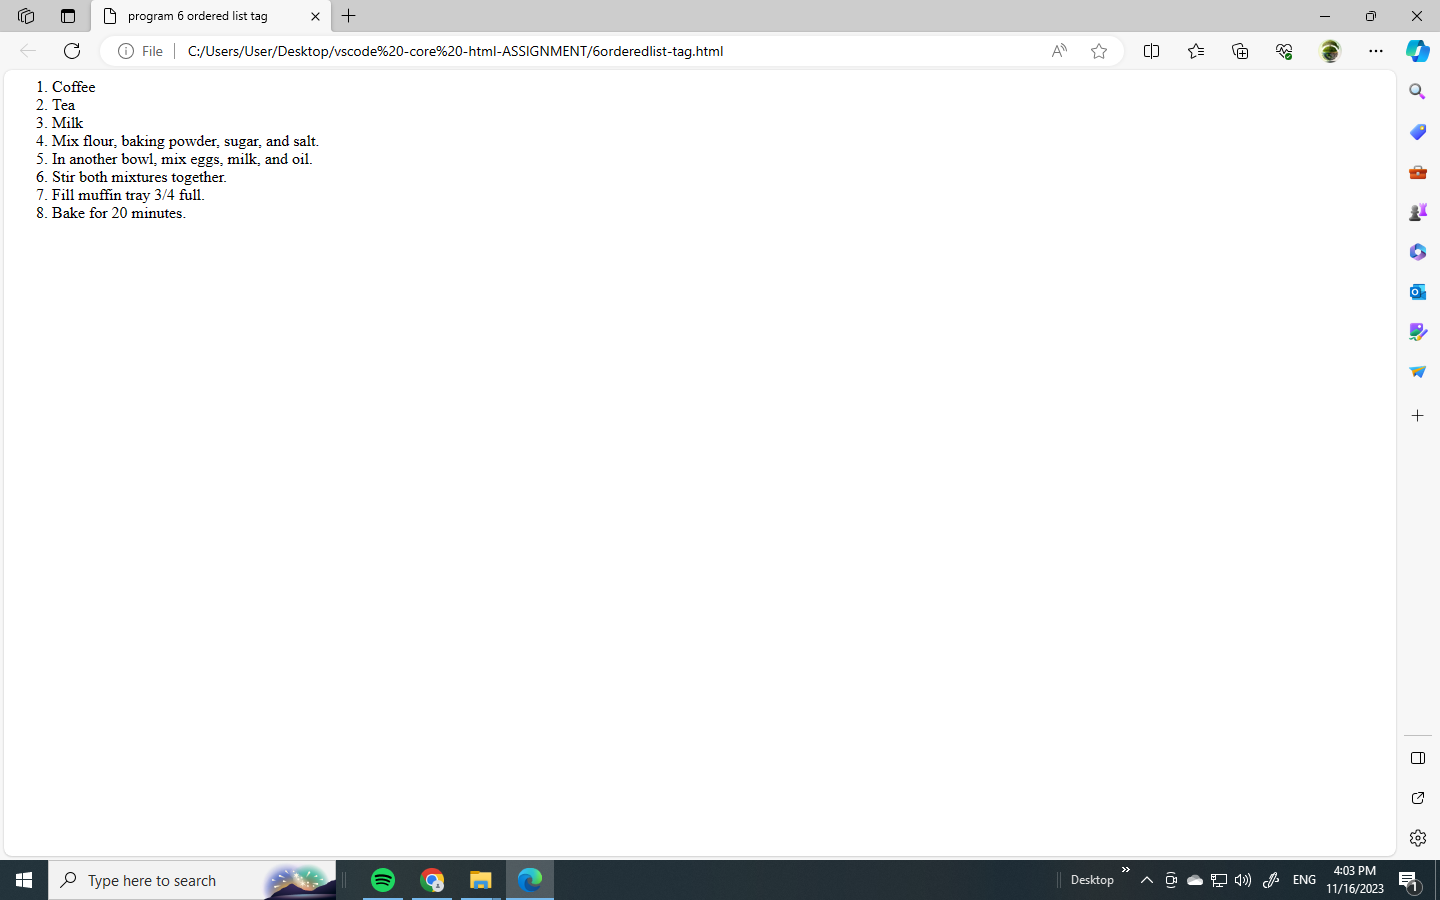 program 6 ordered list tag
File
C:/Users/User/Desktop/vscode%20-core%20-html-ASSIGNMENT/6orderedlist-tag.html
1. Coffee
2. Tea
3. Milk
4. Mix flour, baking powder, sugar, and salt.
5. In another bowl, mix eggs, milk, and oil.
6. Stir both mixtures together.
7. Fill muffin tray 3/4 full.
8. Bake for 20 minutes.
Type here to search
Desktop
ENG
4:03 PM
11/16/2023
1